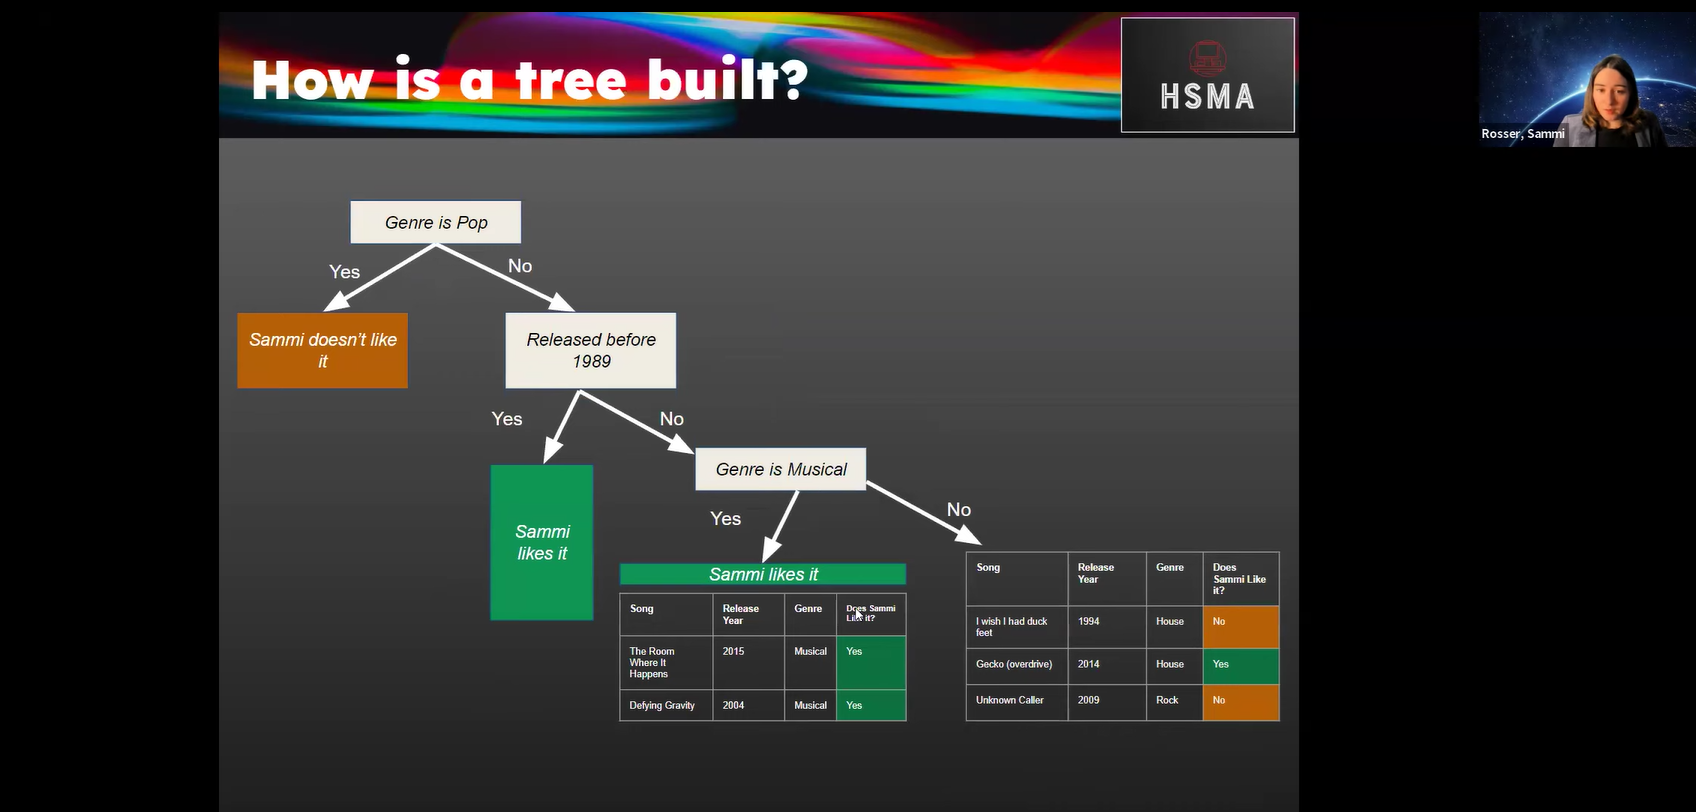 How is a tree built?
HSMA
Rosser, Sammi
Genre is Pop
Yes
No
Sammi doesn't like
it
Released before
1989
Yes
No
Genre is Musical
Sammi
likes it
Yes
No
Sammi likes it
Song
Release
Year
Genre
Does Sammi
Like it?
The Room
Where It
Happens
2015
Musical
Yes
Defying Gravity
2004
Musical
Yes
Song
Release
Year
Genre
Does
Sammi Like
it?
I wish I had duck
feet
1994
House
No
Gecko (overdrive)
2014
House
Yes
Unknown Caller
2009
Rock
No